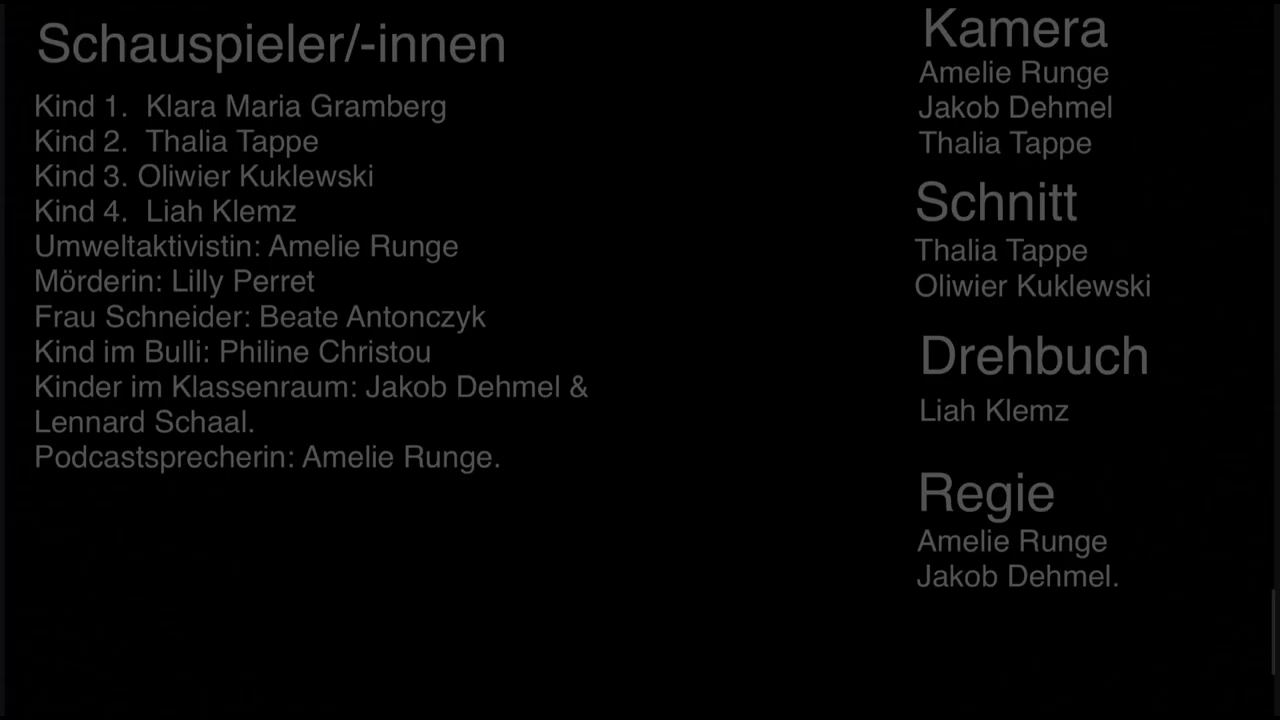 Schauspieler/-innen
Kind 1.  Klara Maria Gramberg
Kind 2.  Thalia Tappe
Kind 3. Oliwier Kuklewski
Kind 4.  Liah Klemz
Umweltaktivistin: Amelie Runge
Mörderin: Lilly Perret
Frau Schneider: Beate Antonczyk
Kind im Bulli: Philine Christou
Kinder im Klassenraum: Jakob Dehmel &
Lennard Schaal.
Podcastsprecherin: Amelie Runge.
Kamera
Amelie Runge
Jakob Dehmel
Thalia Tappe
Schnitt
Thalia Tappe
Oliwier Kuklewski
Drehbuch
Liah Klemz
Regie
Amelie Runge
Jakob Dehmel.